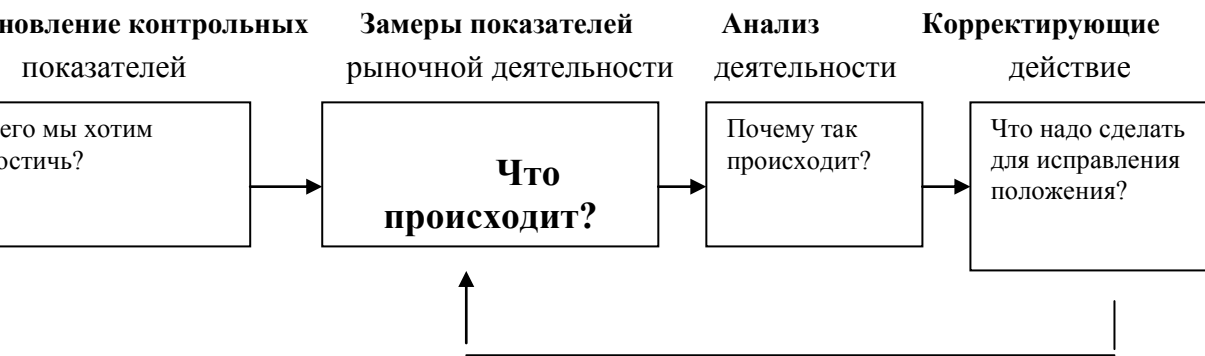 новление контрольных
показателей
Замеры показателей
рыночной деятельности
Анализ
деятельности
Корректирующие
действие
его мы хотим
остичь?
Что
происходит?
Почему так
происходит?
Что надо сделать
для исправления
положения?